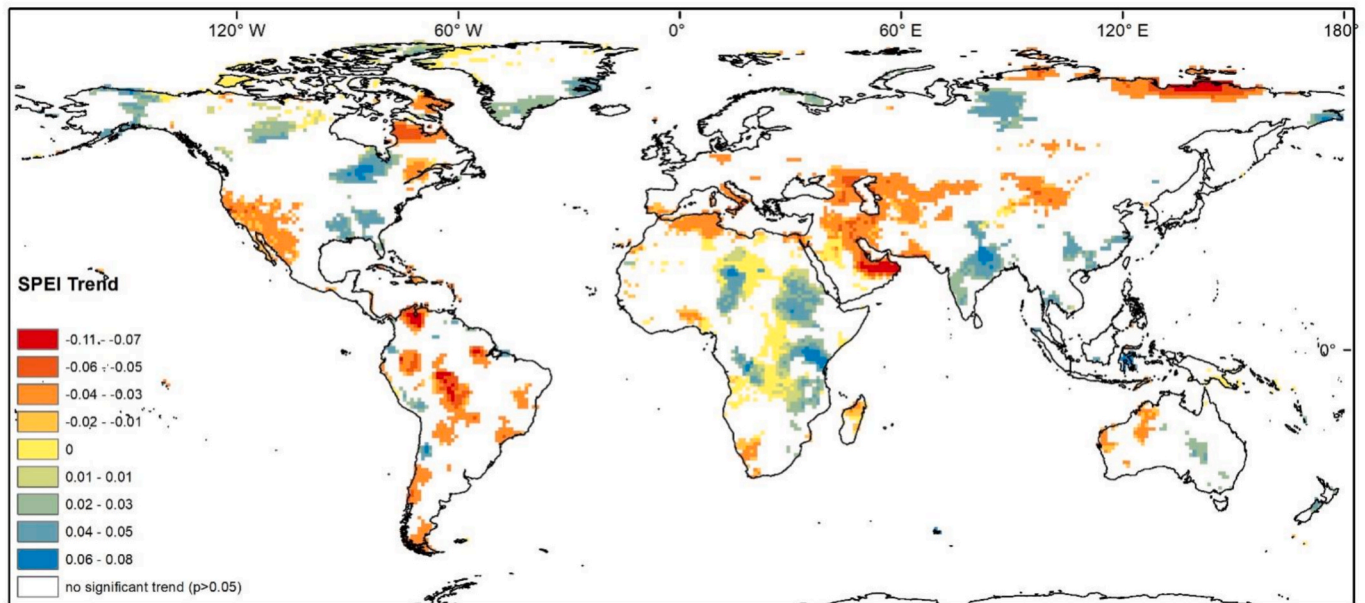 120° W 60° W 0° 60° E 120° E 180°
SPEI Trend
-0.11 - -0.07
-0.06 - -0.05
-0.04 - -0.03
-0.02 - -0.01
0
0.01 - 0.01
0.02 - 0.03
0.04 - 0.05
0.06 - 0.08
no significant trend (p>0.05)
0°